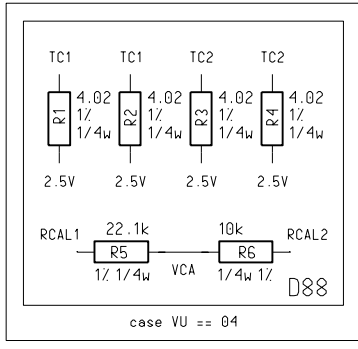 TC1 TC1 TC2 TC2
R1 4.02 1% 1/4w R2 4.02 1% 1/4w R3 4.02 1% 1/4w R4 4.02 1% 1/4w
2.5V 2.5V 2.5V 2.5V
22.1k 10k
RCAL1 R5 R6 RCAL2
1% 1/4w VCA 1/4w 1%
D88
case VU == 04